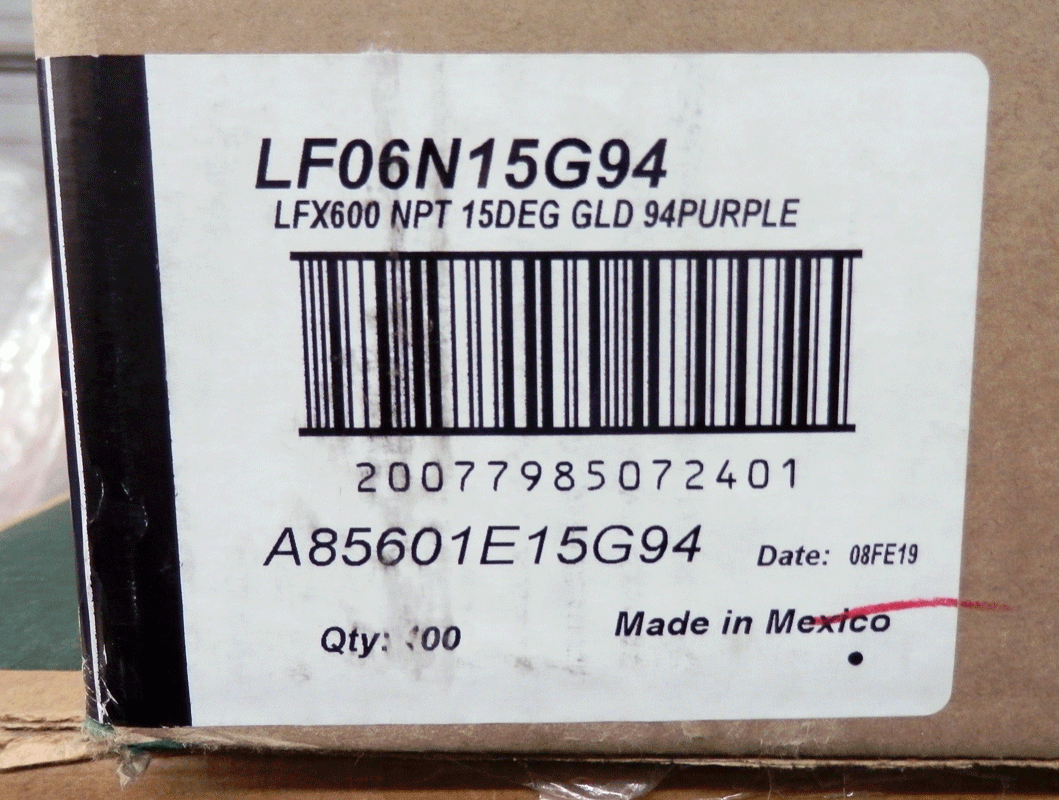 LF06N15G94
LFX600 NPT 15DEG GLD 94PURPLE
20077985072401
A85601E15G94
Date: 08FE19
Qty:
Made in Mexico